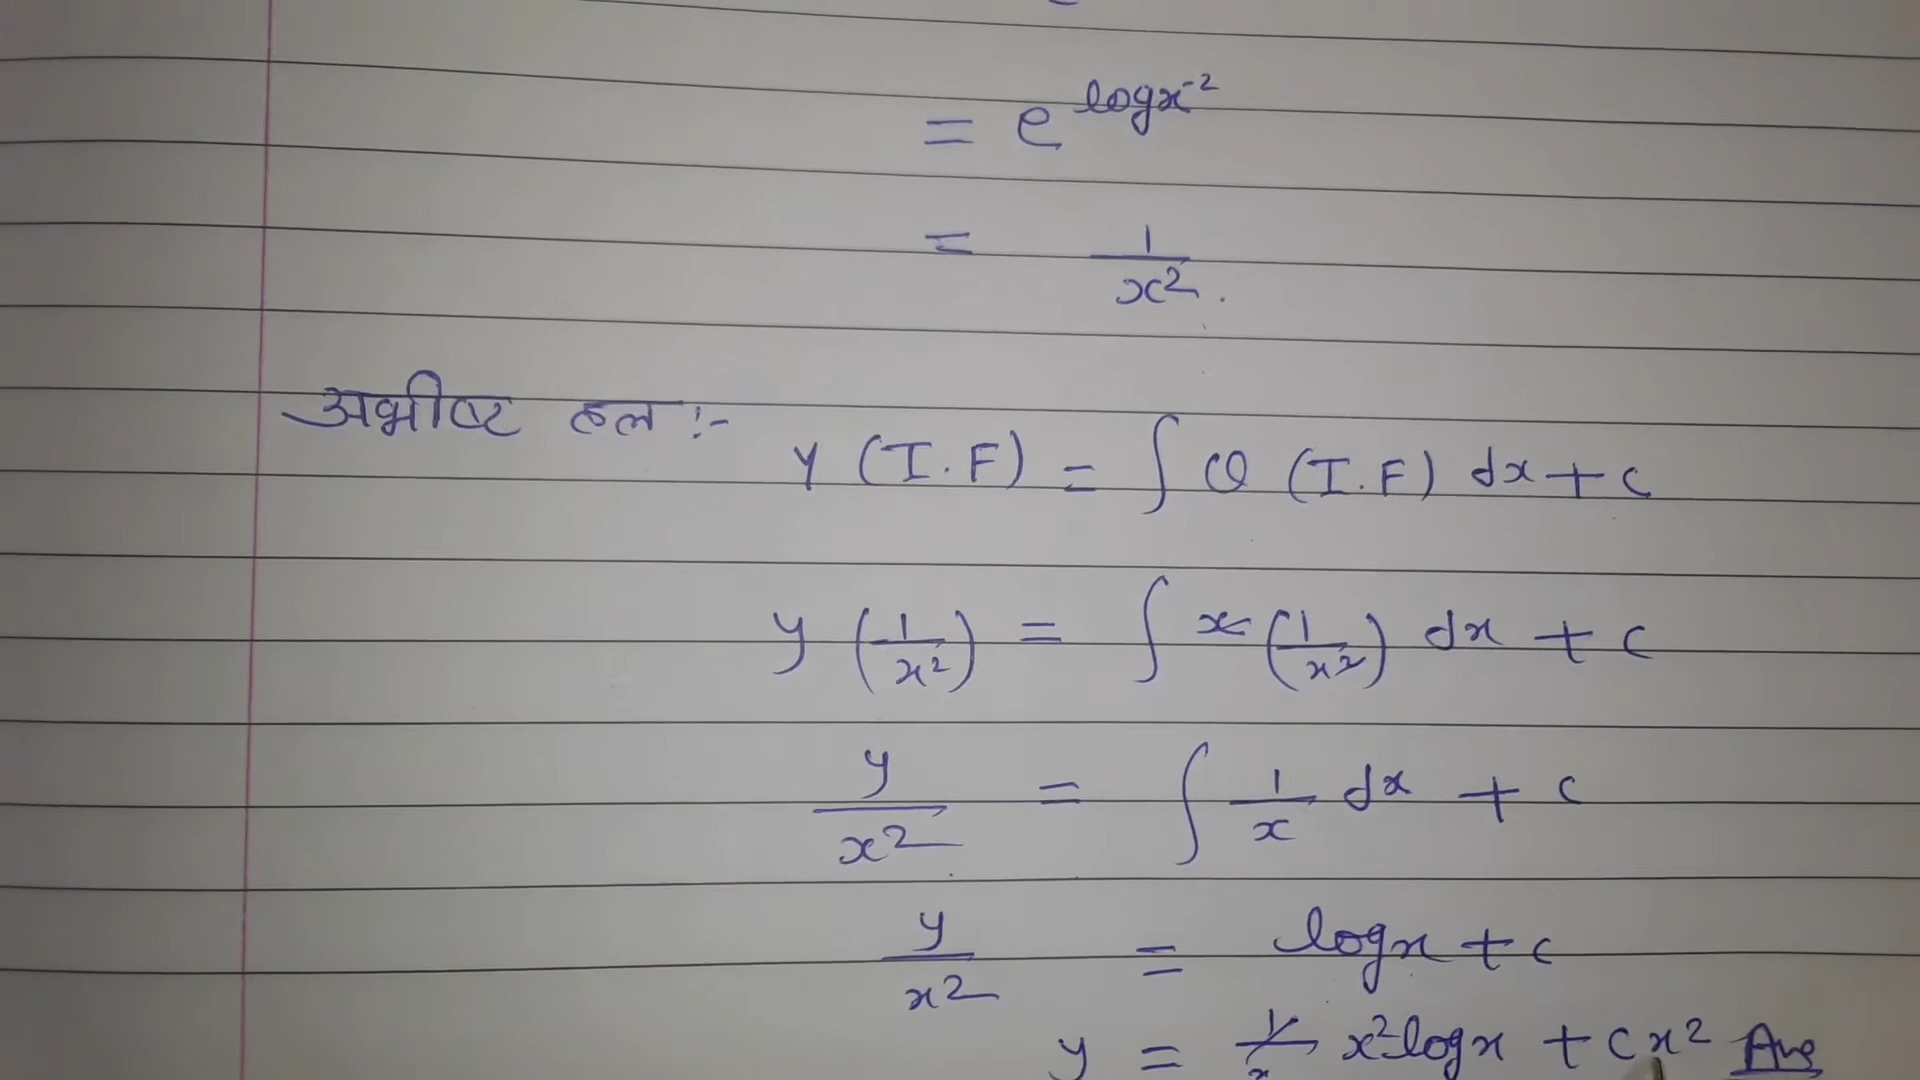 = e^{log x^{-2}}
= 1/x².
अभीष्ट हल :-
y (I.F) = ∫ Q (I.F) dx + c
y (1/x²) = ∫ x (1/x²) dx + c
y/x² = ∫ 1/x dx + c
y/x² = log x + c
y = x² log x + cx² Ans